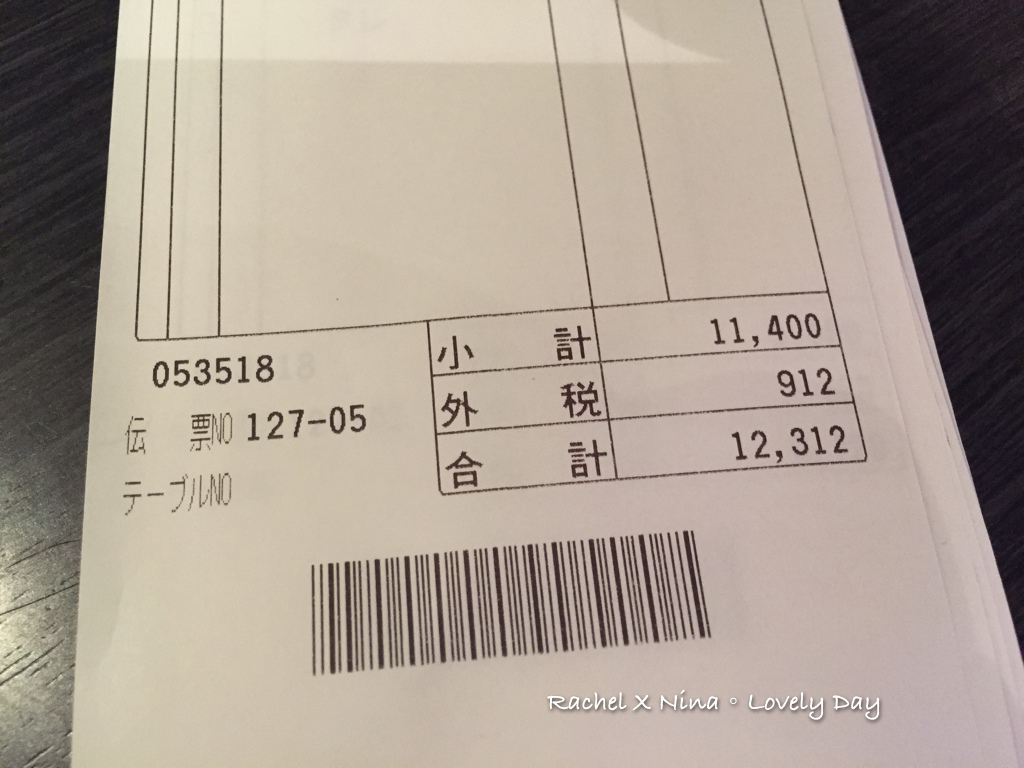 小計 11,400
外税 912
合計 12,312
053518
伝票NO 127-05
テーブルNO
Rachel X Nina。Lovely Day